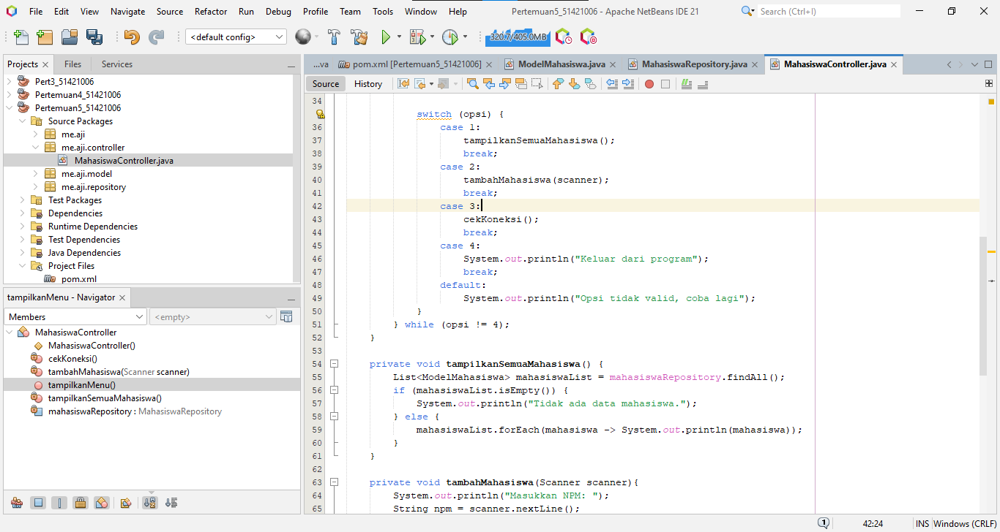 File Edit View Navigate Source Refactor Run Debug Profile Team Tools Window Help Pertemuan5_51421006 - Apache NetBeans IDE 21 Search (Ctrl+I)
<default config> 320.7/405.0MB
Projects Files Services
...va pom.xml [Pertemuan5_51421006] ModelMahasiswa.java MahasiswaRepository.java MahasiswaController.java
Source History
Pert3_51421006
Pertemuan4_51421006
Pertemuan5_51421006
Source Packages
me.aji
me.aji.controller
MahasiswaController.java
me.aji.model
me.aji.repository
Test Packages
Dependencies
Runtime Dependencies
Test Dependencies
Java Dependencies
Project Files
pom.xml
tampilkanMenu - Navigator
Members <empty>
MahasiswaController
MahasiswaController()
cekKoneksi()
tambahMahasiswa(Scanner scanner)
tampilkanMenu()
tampilkanSemuaMahasiswa()
mahasiswaRepository : MahasiswaRepository
34
switch (opsi) {
36 case 1:
37 tampilkanSemuaMahasiswa();
38 break;
39 case 2:
40 tambahMahasiswa(scanner);
41 break;
42 case 3:
43 cekKoneksi();
44 break;
45 case 4:
46 System.out.println("Keluar dari program");
47 break;
48 default:
49 System.out.println("Opsi tidak valid, coba lagi");
50 }
51 } while (opsi != 4);
52 }
53
54 private void tampilkanSemuaMahasiswa() {
55 List<ModelMahasiswa> mahasiswaList = mahasiswaRepository.findAll();
56 if (mahasiswaList.isEmpty()) {
57 System.out.println("Tidak ada data mahasiswa.");
58 } else {
59 mahasiswaList.forEach(mahasiswa -> System.out.println(mahasiswa));
60 }
61 }
62
63 private void tambahMahasiswa(Scanner scanner){
64 System.out.println("Masukkan NPM: ");
65 String npm = scanner.nextLine();
1 42:24 INS Windows (CRLF)